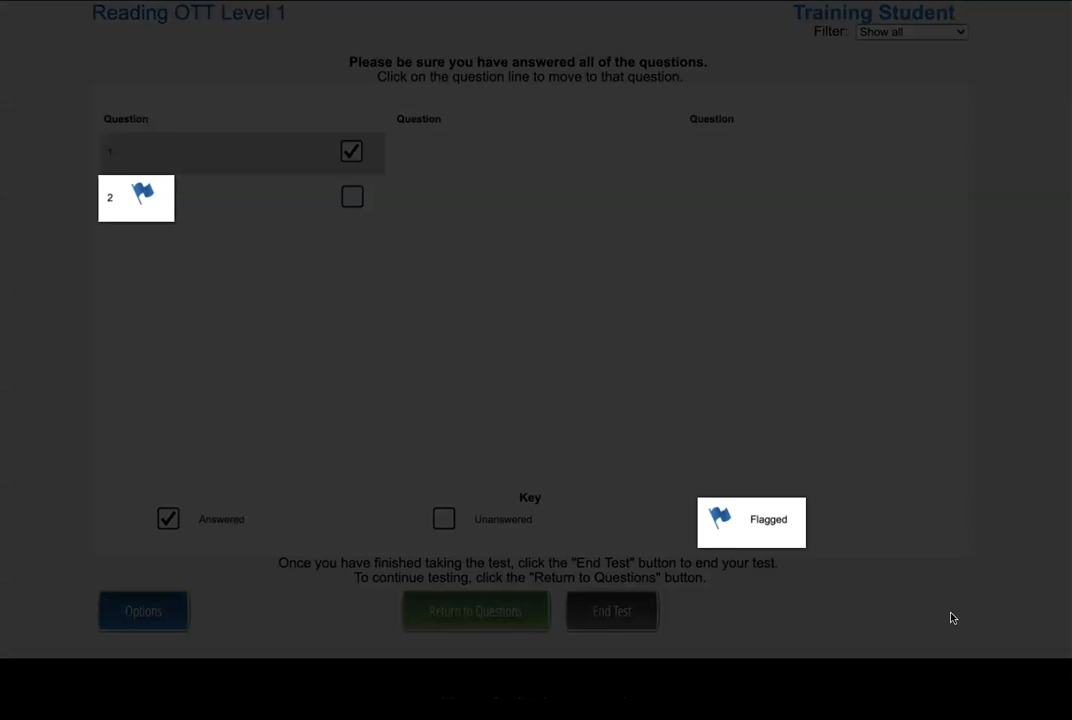 Reading OTT Level 1
Training Student
Filter: Show all
Please be sure you have answered all of the questions.
Click on the question line to move to that question.
Question Question Question
1
2
Key
Answered Unanswered Flagged
Once you have finished taking the test, click the "End Test" button to end your test.
To continue testing, click the "Return to Questions" button.
Options Return to Questions End Test